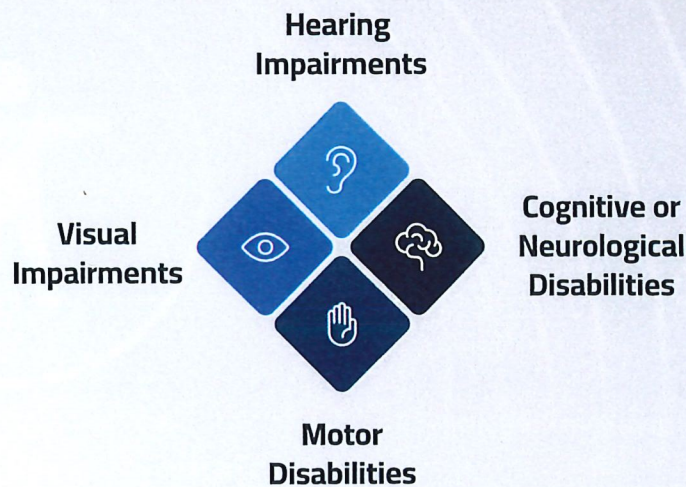 Hearing
Impairments
Visual
Impairments
Cognitive or
Neurological
Disabilities
Motor
Disabilities